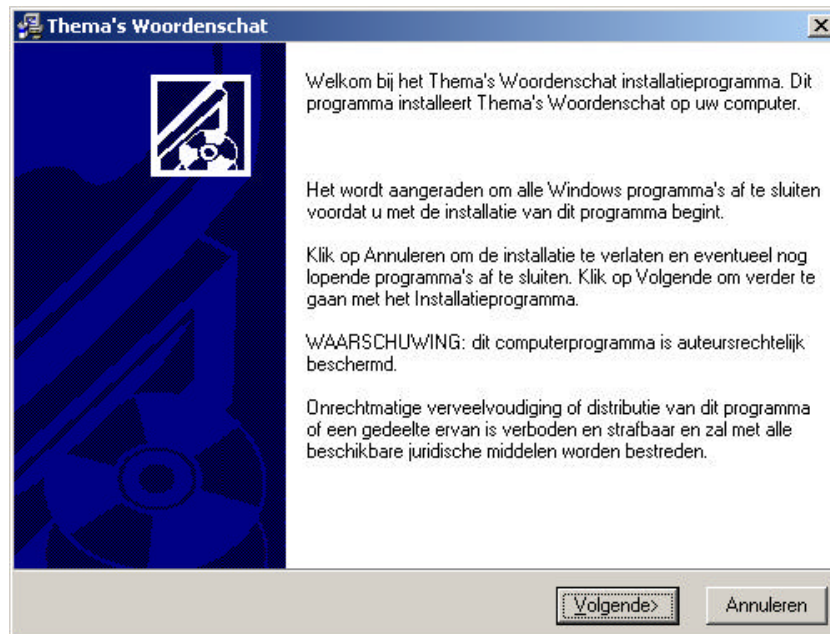 Thema's Woordenschat
Welkom bij het Thema's Woordenschat installatieprogramma. Dit
programma installeert Thema's Woordenschat op uw computer.
Het wordt aangeraden om alle Windows programma's af te sluiten
voordat u met de installatie van dit programma begint.
Klik op Annuleren om de installatie te verlaten en eventueel nog
lopende programma's af te sluiten. Klik op Volgende om verder te
gaan met het Installatieprogramma.
WAARSCHUWING: dit computerprogramma is auteursrechtelijk
beschermd.
Onrechtmatige verveelvoudiging of distributie van dit programma
of een gedeelte ervan is verboden en strafbaar en zal met alle
beschikbare juridische middelen worden bestreden.
Volgende> Annuleren